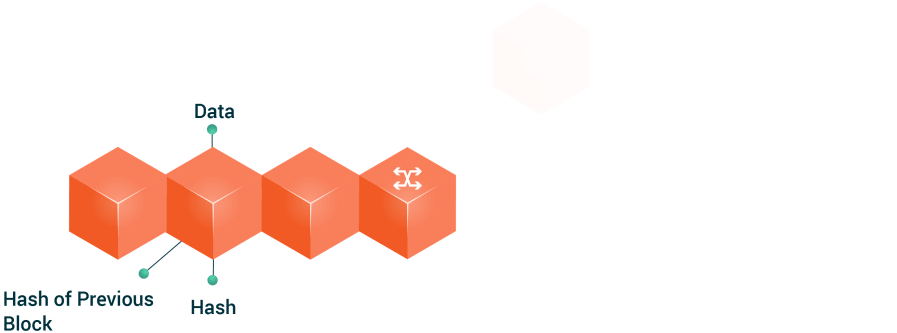 Data
Hash of Previous
Block
Hash